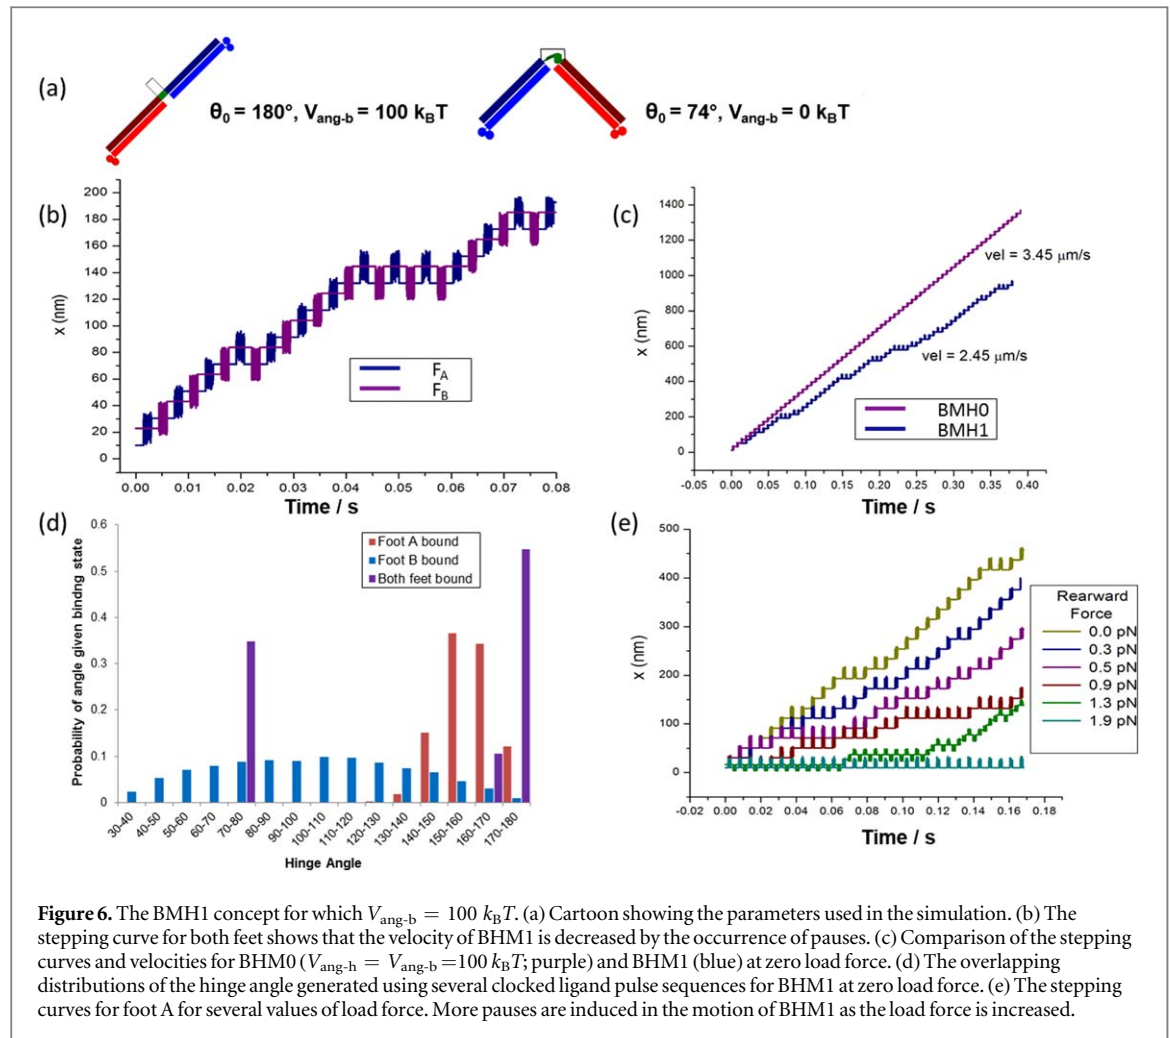 (a)
θ₀ = 180°, V_ang-b = 100 k_BT
θ₀ = 74°, V_ang-b = 0 k_BT
(b)
x (nm)
200
180
160
140
120
100
80
60
40
20
0
F_A
F_B
0.00 0.01 0.02 0.03 0.04 0.05 0.06 0.07 0.08
Time / s
(c)
x (nm)
1400
1200
1000
800
600
400
200
0
vel = 3.45 μm/s
vel = 2.45 μm/s
BMH0
BMH1
-0.05 0.00 0.05 0.10 0.15 0.20 0.25 0.30 0.35 0.40
Time / s
(d)
Probability of angle given bindng state
0.6
0.5
0.4
0.3
0.2
0.1
0
Foot A bound
Foot B bound
Both feet bound
30-40 40-50 50-60 60-70 70-80 80-90 90-100 100-110 110-120 120-130 130-140 140-150 150-160 160-170 170-180
Hinge Angle
(e)
x (nm)
500
400
300
200
100
0
Rearward
Force
0.0 pN
0.3 pN
0.5 pN
0.9 pN
1.3 pN
1.9 pN
-0.02 0.00 0.02 0.04 0.06 0.08 0.10 0.12 0.14 0.16 0.18
Time / s
Figure 6. The BMH1 concept for which V_ang-b = 100 k_BT. (a) Cartoon showing the parameters used in the simulation. (b) The
stepping curve for both feet shows that the velocity of BHM1 is decreased by the occurrence of pauses. (c) Comparison of the stepping
curves and velocities for BHM0 (V_ang-h = V_ang-b =100 k_BT; purple) and BHM1 (blue) at zero load force. (d) The overlapping
distributions of the hinge angle generated using several clocked ligand pulse sequences for BHM1 at zero load force. (e) The stepping
curves for foot A for several values of load force. More pauses are induced in the motion of BHM1 as the load force is increased.